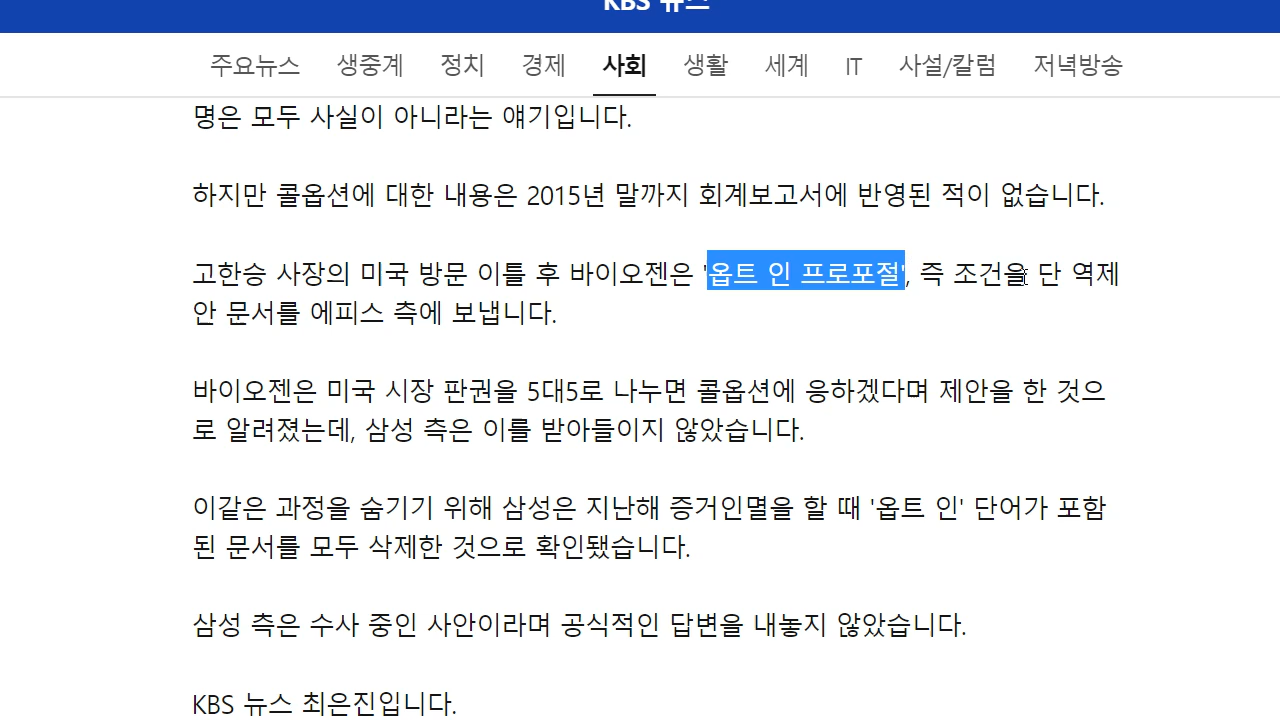 KBS 뉴스
주요뉴스 생중계 정치 경제 사회 생활 세계 IT 사설/칼럼 저녁방송
명은 모두 사실이 아니라는 얘기입니다.
하지만 콜옵션에 대한 내용은 2015년 말까지 회계보고서에 반영된 적이 없습니다.
고한승 사장의 미국 방문 이틀 후 바이오젠은 '옵트 인 프로포절', 즉 조건을 단 역제
안 문서를 에피스 측에 보냅니다.
바이오젠은 미국 시장 판권을 5대5로 나누면 콜옵션에 응하겠다며 제안을 한 것으
로 알려졌는데, 삼성 측은 이를 받아들이지 않았습니다.
이같은 과정을 숨기기 위해 삼성은 지난해 증거인멸을 할 때 '옵트 인' 단어가 포함
된 문서를 모두 삭제한 것으로 확인됐습니다.
삼성 측은 수사 중인 사안이라며 공식적인 답변을 내놓지 않았습니다.
KBS 뉴스 최은진입니다.